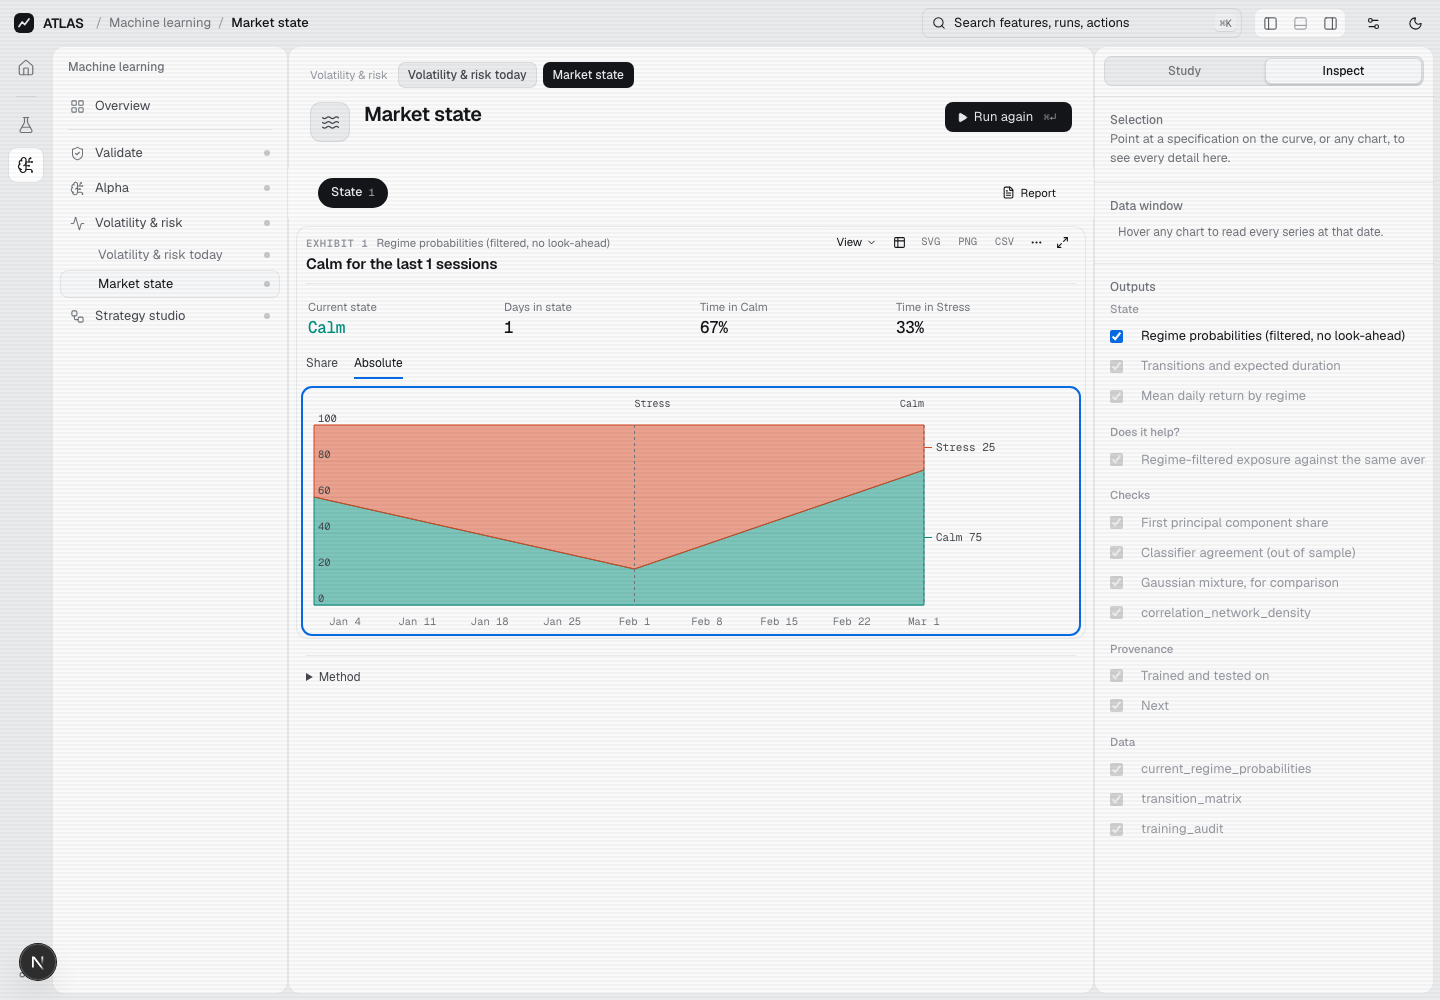 ATLAS / Machine learning / Market state
Search features, runs, actions ⌘K
Machine learning
Overview
Validate
Alpha
Volatility & risk
Volatility & risk today
Market state
Strategy studio
Volatility & risk Volatility & risk today Market state
Market state
Run again ⌘↵
State 1
Report
EXHIBIT 1 Regime probabilities (filtered, no look-ahead)
View SVG PNG CSV
Calm for the last 1 sessions
Current state Days in state Time in Calm Time in Stress
Calm 1 67% 33%
Share Absolute
Stress Calm
100
80
60
40
20
0
Stress 25
Calm 75
Jan 4 Jan 11 Jan 18 Jan 25 Feb 1 Feb 8 Feb 15 Feb 22 Mar 1
Method
Study Inspect
Selection
Point at a specification on the curve, or any chart, to
see every detail here.
Data window
Hover any chart to read every series at that date.
Outputs
State
Regime probabilities (filtered, no look-ahead)
Transitions and expected duration
Mean daily return by regime
Does it help?
Regime-filtered exposure against the same aver
Checks
First principal component share
Classifier agreement (out of sample)
Gaussian mixture, for comparison
correlation_network_density
Provenance
Trained and tested on
Next
Data
current_regime_probabilities
transition_matrix
training_audit
N